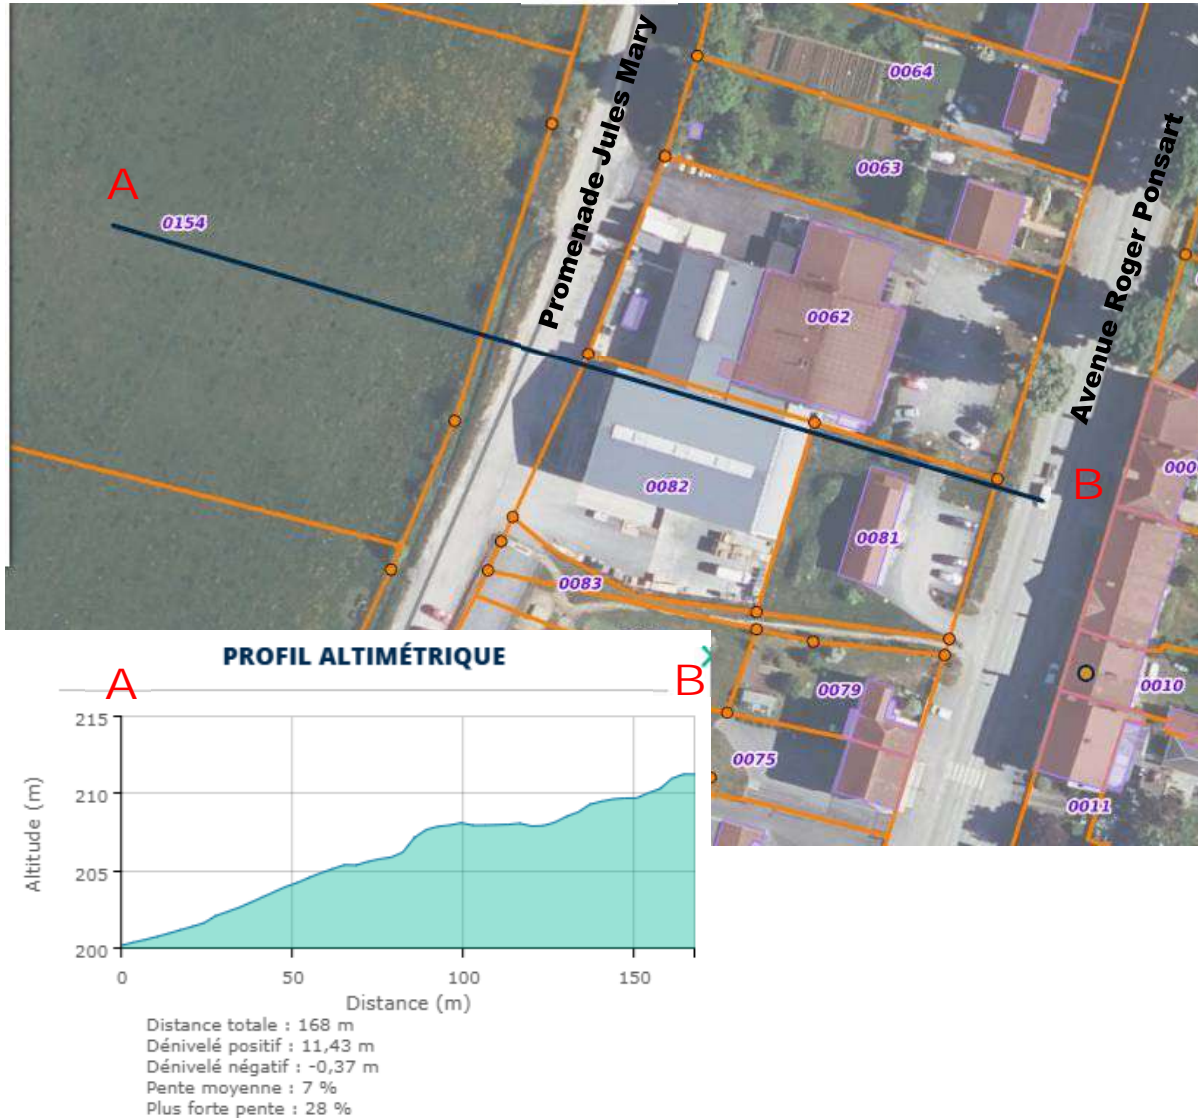 0064
Promenade Jules Mary
0063
Avenue Roger Ponsart
A
0154
0062
B
0082
0081
0083
PROFIL ALTIMÉTRIQUE
A
B
0079
0010
0075
0011
215
210
205
200
Altitude (m)
0
50
100
150
Distance (m)
Distance totale : 168 m
Dénivelé positif : 11,43 m
Dénivelé négatif : -0,37 m
Pente moyenne : 7 %
Plus forte pente : 28 %